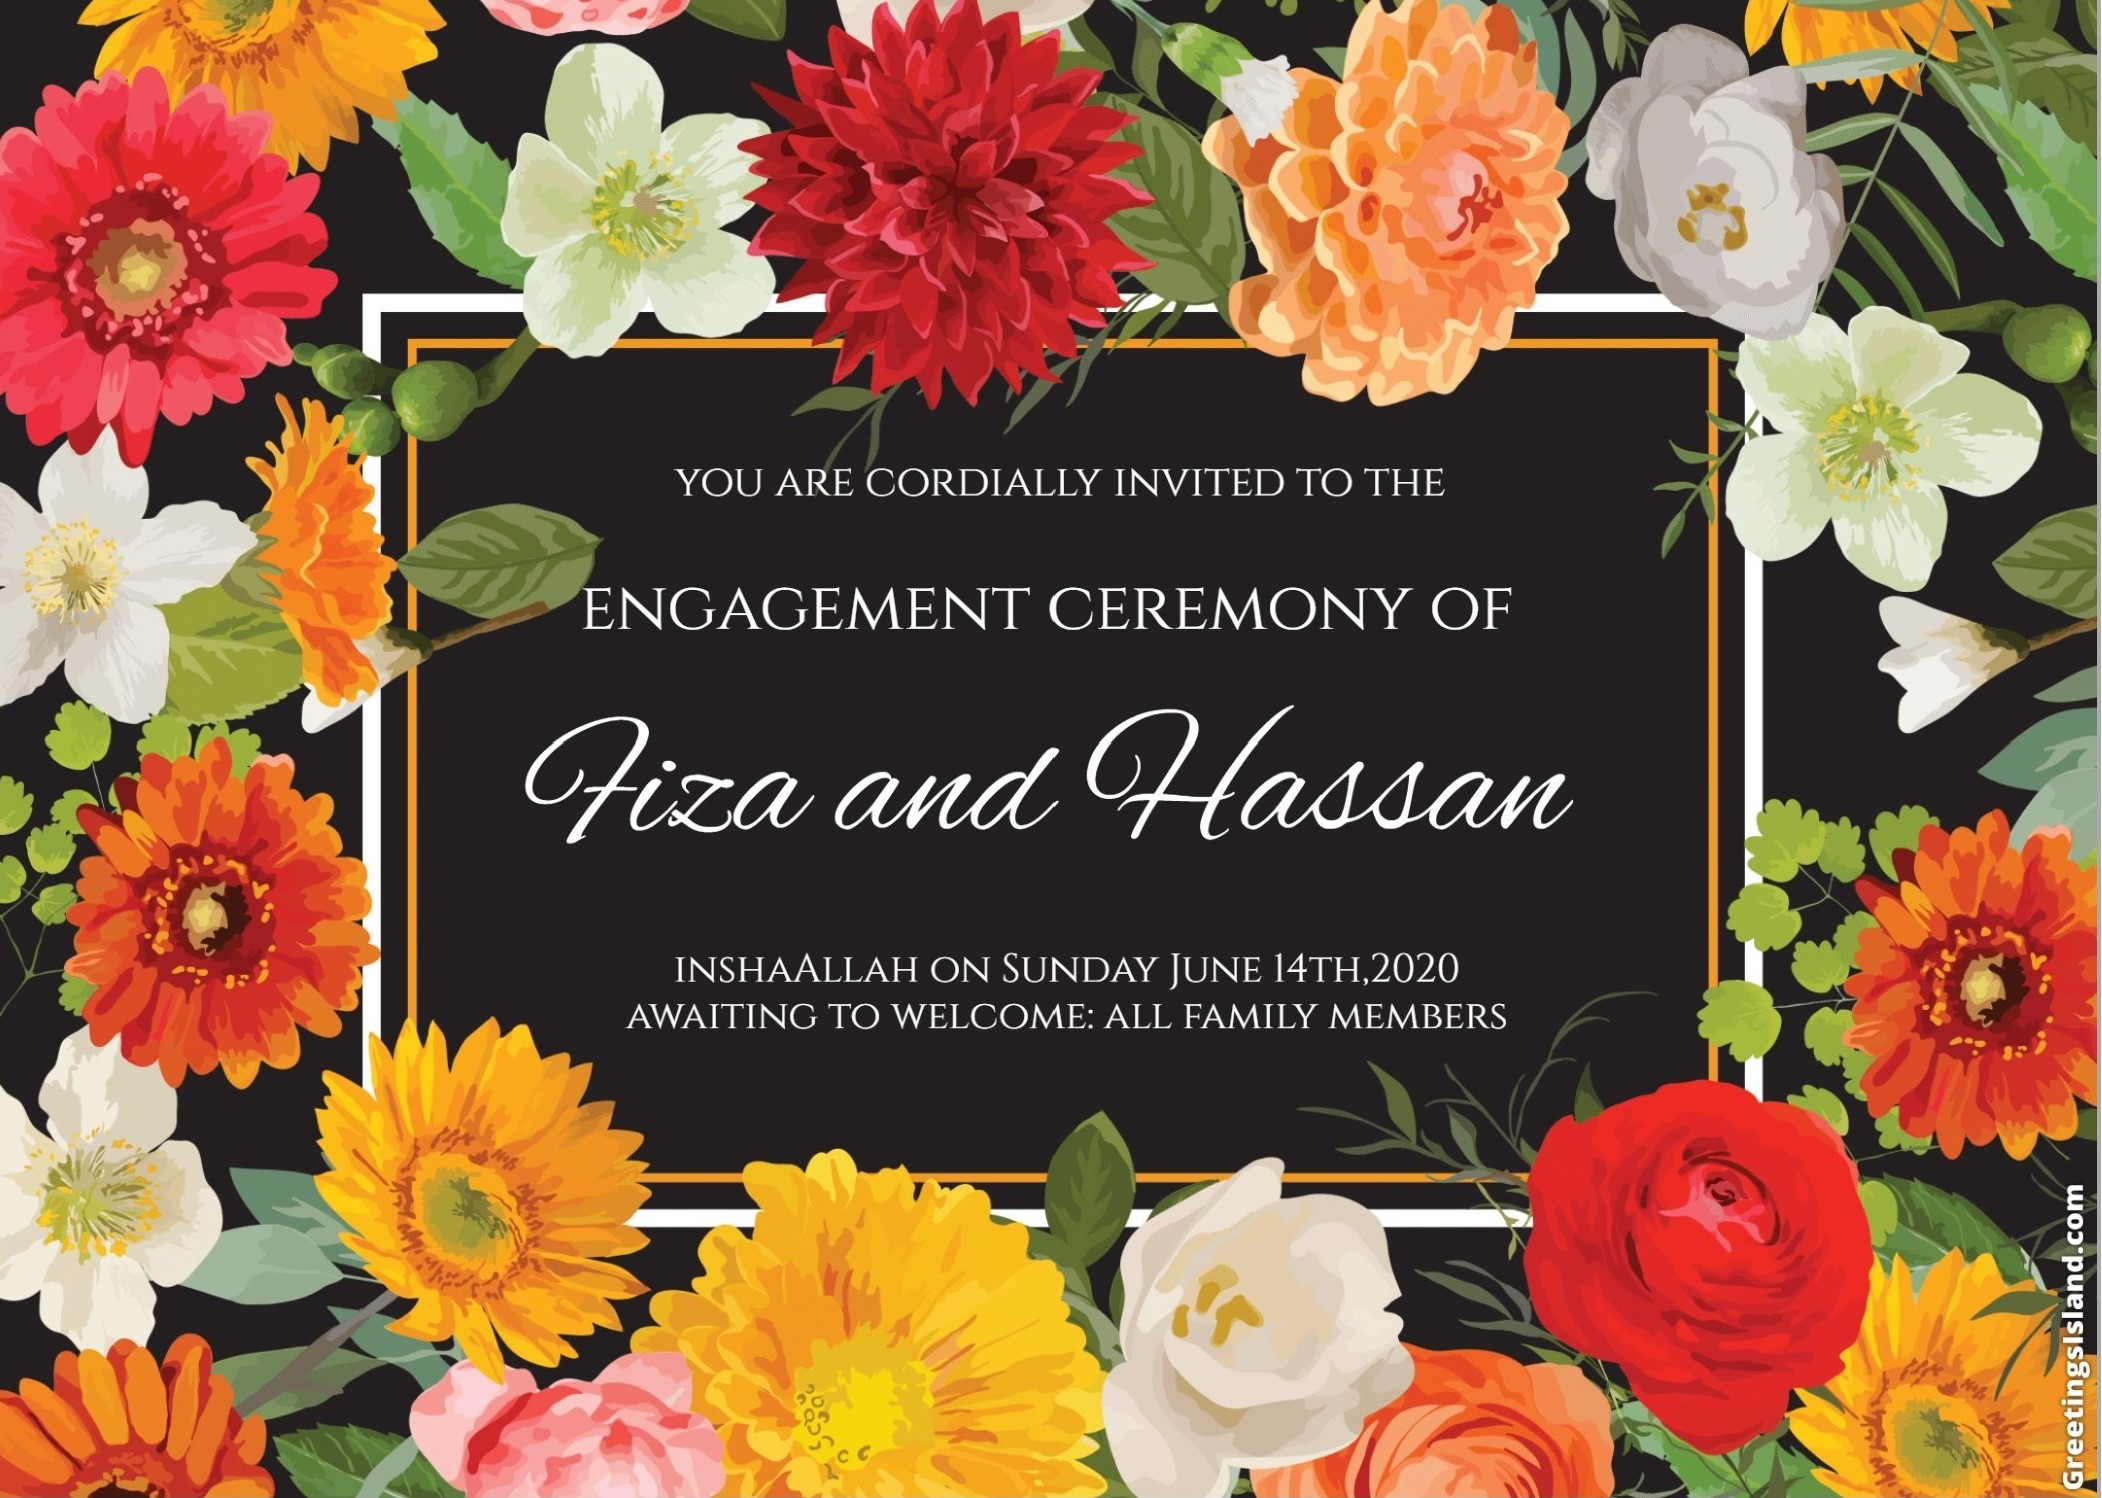 YOU ARE CORDIALLY INVITED TO THE
ENGAGEMENT CEREMONY OF
Fiza and Hassan
INSHAALLAH ON SUNDAY JUNE 14TH,2020
AWAITING TO WELCOME: ALL FAMILY MEMBERS
GreetingsIsland.com